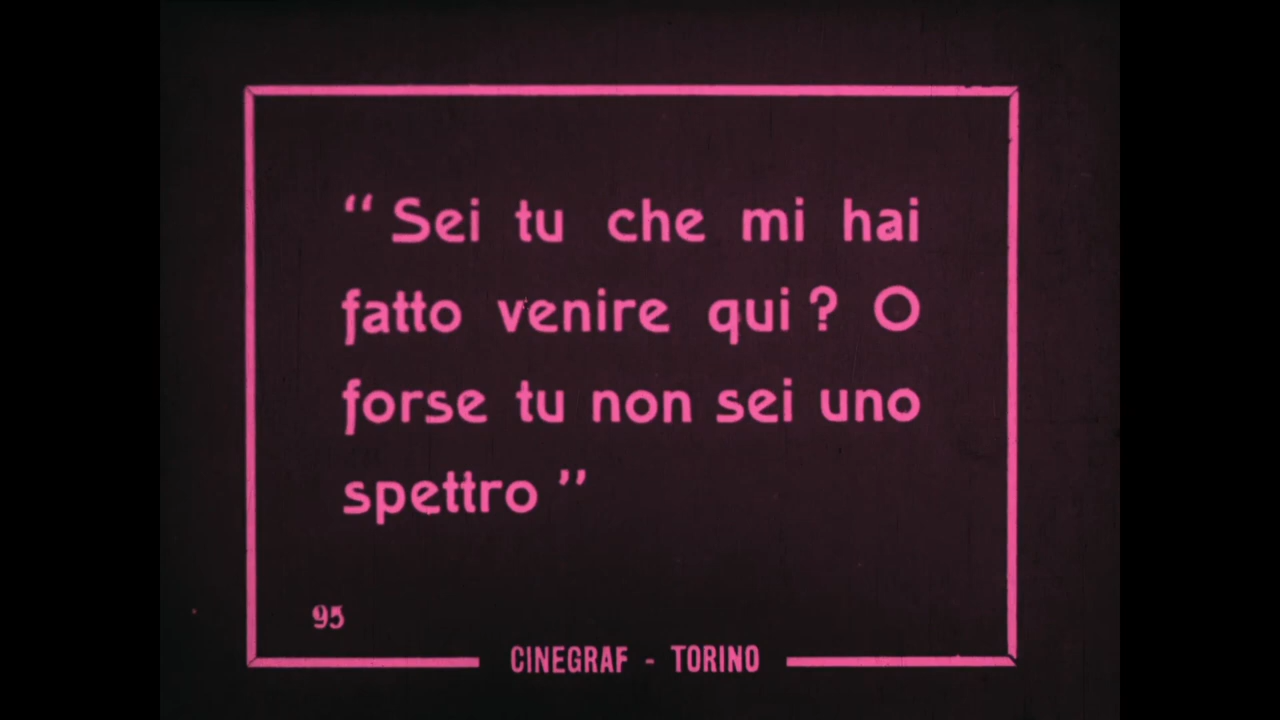 “ Sei tu che mi hai
fatto venire qui ? O
forse tu non sei uno
spettro ”
95
CINEGRAF - TORINO